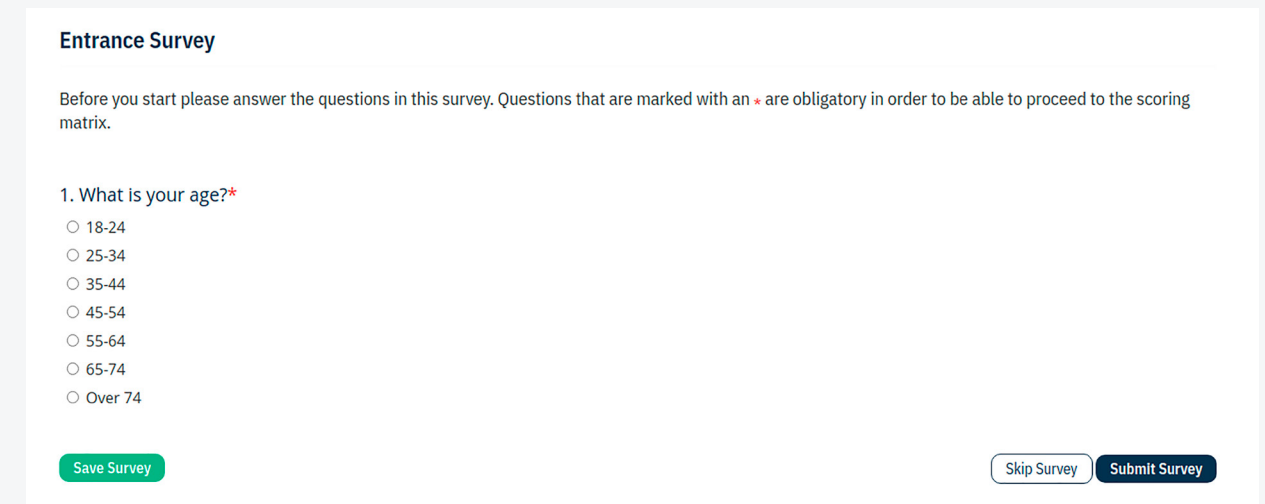 Entrance Survey
Before you start please answer the questions in this survey. Questions that are marked with an * are obligatory in order to be able to proceed to the scoring
matrix.
1. What is your age?*
18-24
25-34
35-44
45-54
55-64
65-74
Over 74
Save Survey
Skip Survey
Submit Survey